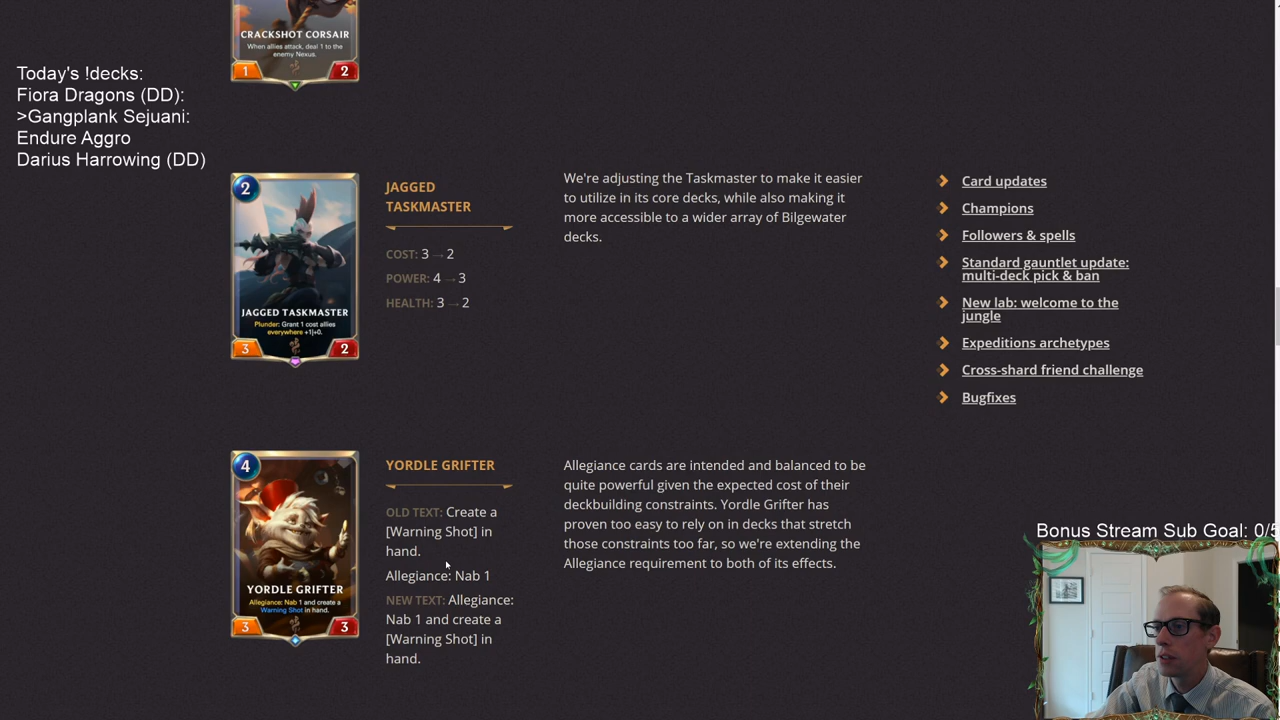 CRACKSHOT CORSAIR
When allies attack, deal 1 to the
enemy Nexus.
1
2
Today's !decks:
Fiora Dragons (DD):
>Gangplank Sejuani:
Endure Aggro
Darius Harrowing (DD)
2
JAGGED TASKMASTER
Plunder: Grant 1 cost allies
everywhere +1|+0.
3
2
JAGGED
TASKMASTER
COST: 3 → 2
POWER: 4 → 3
HEALTH: 3 → 2
We're adjusting the Taskmaster to make it easier
to utilize in its core decks, while also making it
more accessible to a wider array of Bilgewater
decks.
Card updates
Champions
Followers & spells
Standard gauntlet update:
multi-deck pick & ban
New lab: welcome to the
jungle
Expeditions archetypes
Cross-shard friend challenge
Bugfixes
4
YORDLE GRIFTER
Allegiance: Nab 1 and create a
Warning Shot in hand.
3
3
YORDLE GRIFTER
OLD TEXT: Create a
[Warning Shot] in
hand.
Allegiance: Nab 1
NEW TEXT: Allegiance:
Nab 1 and create a
[Warning Shot] in
hand.
Allegiance cards are intended and balanced to be
quite powerful given the expected cost of their
deckbuilding constraints. Yordle Grifter has
proven too easy to rely on in decks that stretch
those constraints too far, so we're extending the
Allegiance requirement to both of its effects.
Bonus Stream Sub Goal: 0/5